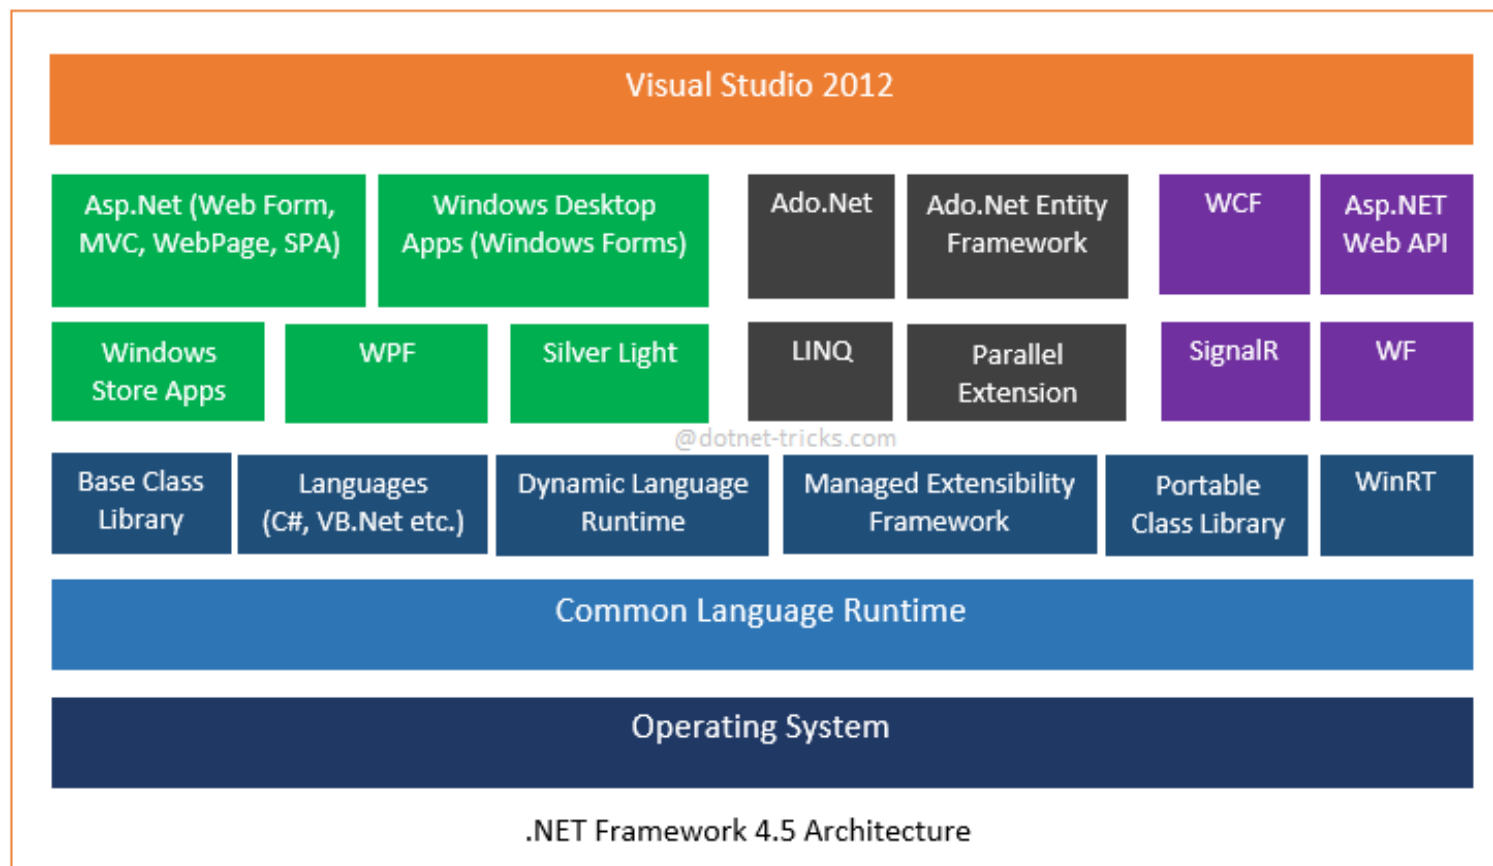 Visual Studio 2012
Asp.Net (Web Form,
MVC, WebPage, SPA)
Windows Desktop
Apps (Windows Forms)
Ado.Net
Ado.Net Entity
Framework
WCF
Asp.NET
Web API
Windows
Store Apps
WPF
Silver Light
LINQ
Parallel
Extension
SignalR
WF
@dotnet-tricks.com
Base Class
Library
Languages
(C#, VB.Net etc.)
Dynamic Language
Runtime
Managed Extensibility
Framework
Portable
Class Library
WinRT
Common Language Runtime
Operating System
.NET Framework 4.5 Architecture